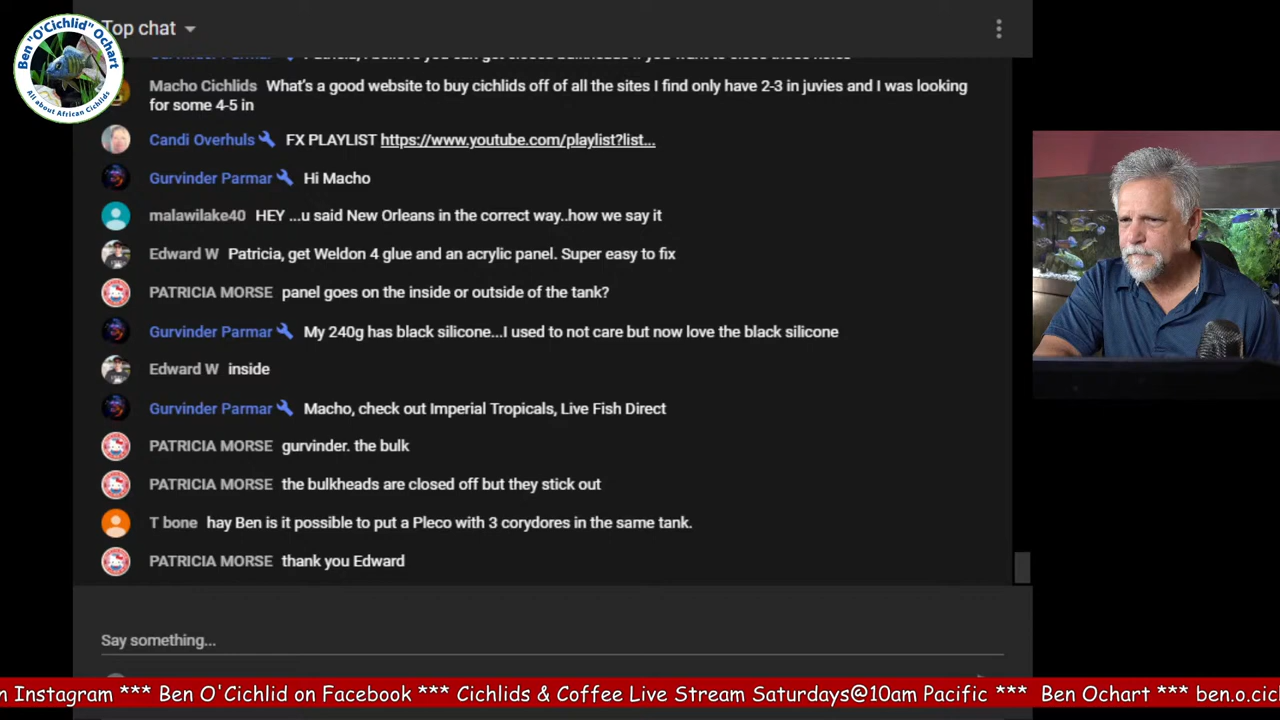 Ben "O'Cichlid" Ochart
All about African Cichlids
Top chat
Macho Cichlids What's a good website to buy cichlids off of all the sites I find only have 2-3 in juvies and I was looking
for some 4-5 in
Candi Overhuls FX PLAYLIST https://www.youtube.com/playlist?list...
Gurvinder Parmar Hi Macho
malawilake40 HEY ...u said New Orleans in the correct way..how we say it
Edward W Patricia, get Weldon 4 glue and an acrylic panel. Super easy to fix
PATRICIA MORSE panel goes on the inside or outside of the tank?
Gurvinder Parmar My 240g has black silicone...I used to not care but now love the black silicone
Edward W inside
Gurvinder Parmar Macho, check out Imperial Tropicals, Live Fish Direct
PATRICIA MORSE gurvinder. the bulk
PATRICIA MORSE the bulkheads are closed off but they stick out
T bone hay Ben is it possible to put a Pleco with 3 corydores in the same tank.
PATRICIA MORSE thank you Edward
Say something...
n Instagram *** Ben O'Cichlid on Facebook *** Cichlids & Coffee Live Stream Saturdays@10am Pacific *** Ben Ochart *** ben.o.cic